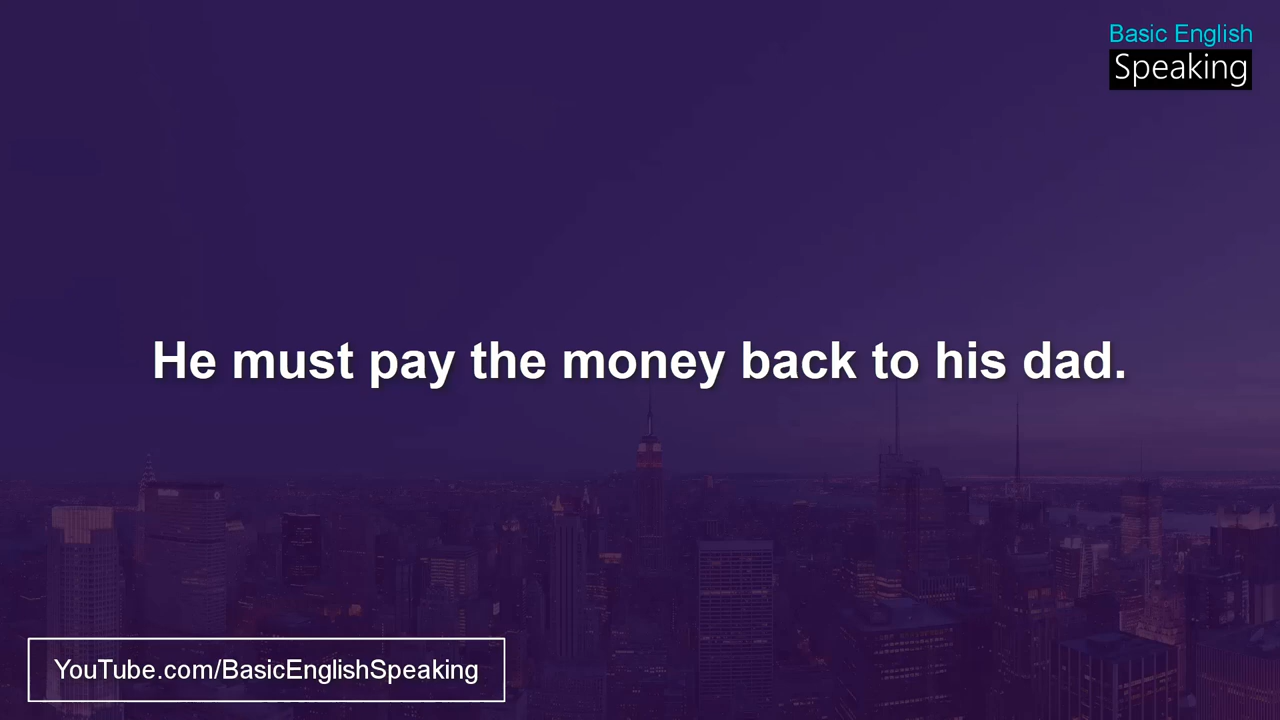 Basic English
Speaking
He must pay the money back to his dad.
YouTube.com/BasicEnglishSpeaking